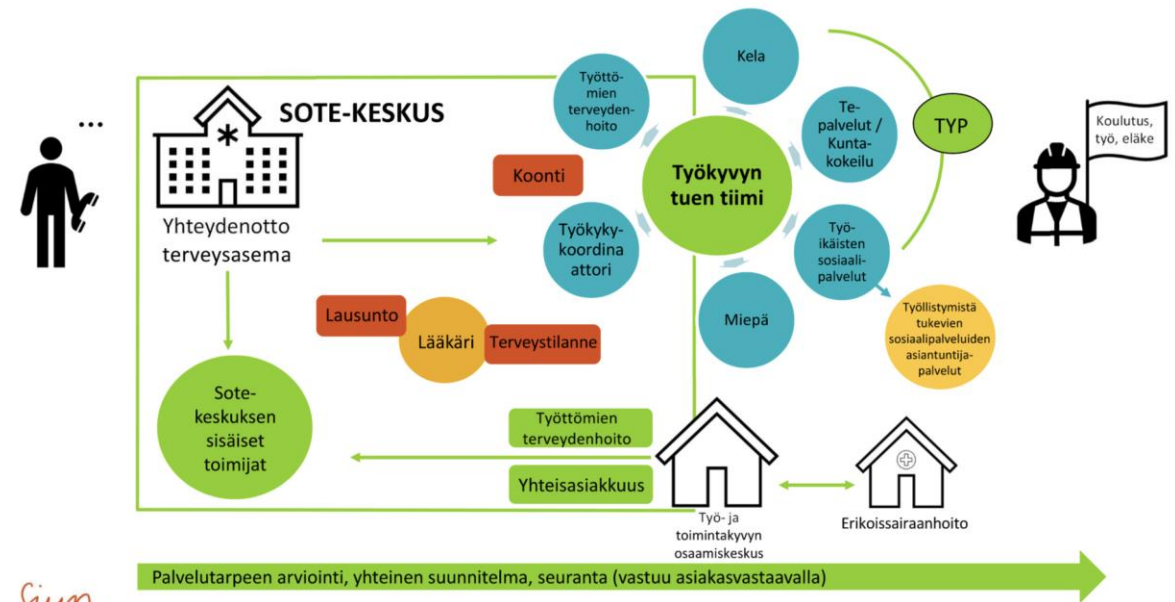 ...
SOTE-KESKUS
Yhteydenotto
terveysasema
Sote-
keskuksen
sisäiset
toimijat
Koonti
Lausunto
Lääkäri
Terveystilanne
Työttö-
mien
terveyden-
hoito
Työkyky-
koordina
attori
Työkyvyn
tuen tiimi
Kela
Te-
palvelut /
Kunta-
kokeilu
Työ-
ikäisten
sosiaali-
palvelut
Miepä
TYP
Työllistymistä
tukevien
sosiaalipalveluiden
asiantuntija-
palvelut
Koulutus,
työ, eläke
Työttömien
terveydenhoito
Yhteisasiakkuus
Työ- ja
toimintakyvyn
osaamiskeskus
Erikoissairaanhoito
Palvelutarpeen arviointi, yhteinen suunnitelma, seuranta (vastuu asiakasvastaavalla)